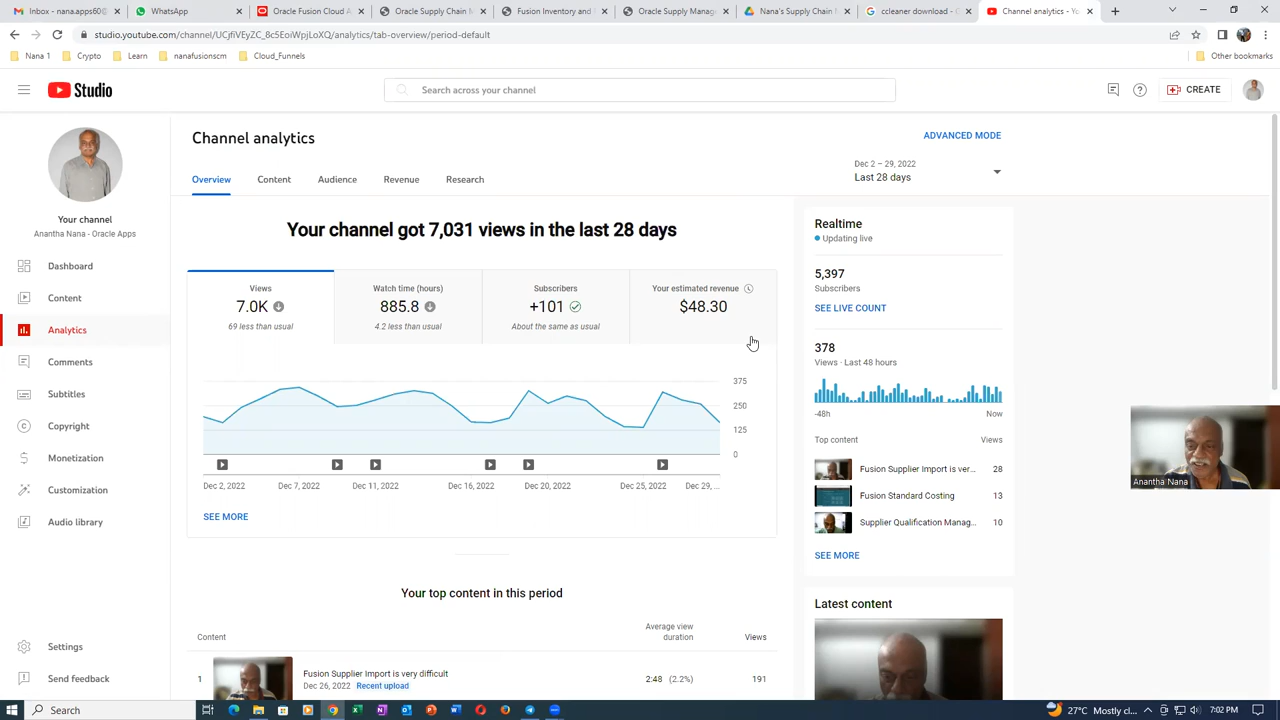 Inbox - nana.apps60@
WhatsApp
Oracle Fusion Cloud A
Oracle Supply Chain M
Fusion Inventory and
Oracle Supply Manage
Nana's Supply Chain
ccleaner download - G
Channel analytics - Yo
studio.youtube.com/channel/UCjfiVEyZC_8c5EoiWpjLoXQ/analytics/tab-overview/period-default
Nana 1
Crypto
Learn
nanafusionscm
Cloud_Funnels
Other bookmarks
Studio
Search across your channel
CREATE
Channel analytics
ADVANCED MODE
Overview
Content
Audience
Revenue
Research
Dec 2 – 29, 2022
Last 28 days
Your channel
Anantha Nana - Oracle Apps
Dashboard
Content
Analytics
Comments
Subtitles
Copyright
Monetization
Customization
Audio library
Settings
Send feedback
Your channel got 7,031 views in the last 28 days
Views
7.0K
69 less than usual
Watch time (hours)
885.8
4.2 less than usual
Subscribers
+101
About the same as usual
Your estimated revenue
$48.30
375
250
125
0
Dec 2, 2022
Dec 7, 2022
Dec 11, 2022
Dec 16, 2022
Dec 20, 2022
Dec 25, 2022
Dec 29, ...
SEE MORE
Your top content in this period
Content
Average view
duration
Views
1
Fusion Supplier Import is very difficult
Dec 26, 2022
Recent upload
2:48 (2.2%)
191
Realtime
Updating live
5,397
Subscribers
SEE LIVE COUNT
378
Views · Last 48 hours
-48h
Now
Top content
Views
Fusion Supplier Import is ver...
28
Fusion Standard Costing
13
Supplier Qualification Manag...
10
SEE MORE
Latest content
Anantha Nana
Search
27°C Mostly cl...
ENG
7:02 PM